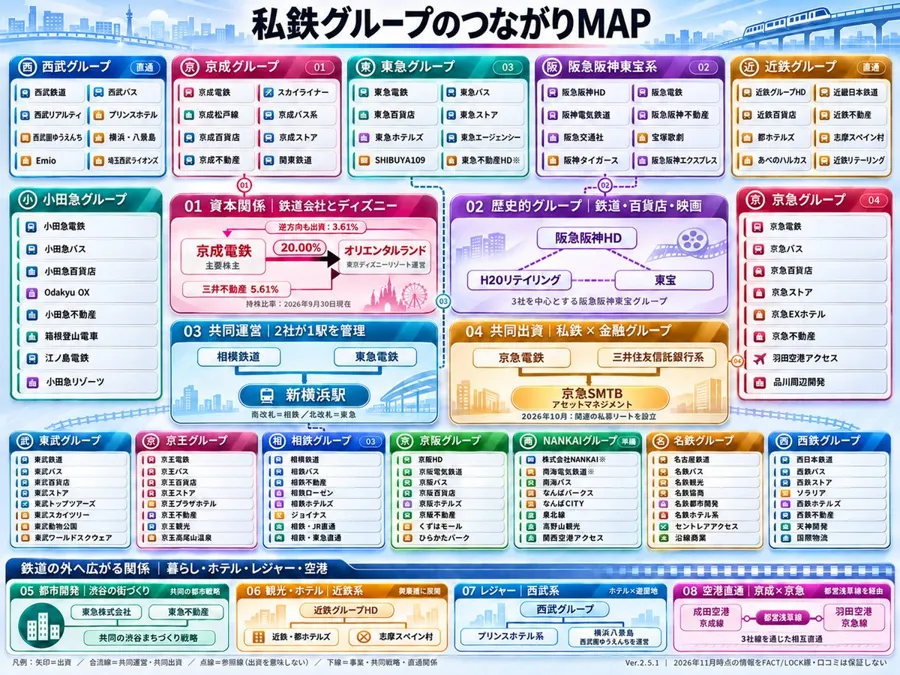 私鉄グループのつながりMAP
西 西武グループ 直通
西武鉄道 西武バス
西武リアルティ プリンスホテル
西武園ゆうえんち 横浜・八景島
Emio 埼玉西武ライオンズ
京 京成グループ 01
京成電鉄 スカイライナー
京成松戸線 京成バス系
京成百貨店 京成ストア
京成不動産 関東鉄道
東 東急グループ 03
東急電鉄 東急バス
東急百貨店 東急ストア
東急ホテルズ 東急エージェンシー
SHIBUYA109 東急不動産HD※
阪 阪急阪神東宝系 02
阪急阪神HD 阪急電鉄
阪神電気鉄道 阪急阪神不動産
阪急交通社 宝塚歌劇
阪神タイガース 阪急阪神エクスプレス
近 近鉄グループ 直通
近鉄グループHD 近畿日本鉄道
近鉄百貨店 近鉄不動産
都ホテルズ 志摩スペイン村
あべのハルカス 近鉄リテーリング
小 小田急グループ
小田急電鉄
小田急バス
小田急百貨店
Odakyu OX
小田急不動産
箱根登山電車
江ノ島電鉄
小田急リゾーツ
01
01 資本関係｜鉄道会社とディズニー
逆方向も出資：3.61%
京成電鉄
主要株主
20.00%
オリエンタルランド
東京ディズニーリゾート運営
三井不動産 5.61%
持株比率：2026年9月30日現在
02
02 歴史的グループ｜鉄道・百貨店・映画
阪急阪神HD
H2Oリテイリング 東宝
3社を中心とする阪急阪神東宝グループ
京 京急グループ 04
京急電鉄
京急バス
京急百貨店
京急ストア
京急EXホテル
京急不動産
羽田空港アクセス
品川周辺開発
03
03 共同運営｜2社が1駅を管理
相模鉄道 東急電鉄
新横浜駅
南改札＝相鉄／北改札＝東急
04 共同出資｜私鉄×金融グループ
京急電鉄 三井住友信託銀行系
京急SMTB
アセットマネジメント
2026年10月：関連の私募リートを設立
04
武 東武グループ
東武鉄道
東武バス
東武百貨店
東武ストア
東武トップツアーズ
東武スカイツリー
東武動物公園
東武ワールドスクウェア
京 京王グループ
京王電鉄
京王バス
京王百貨店
京王ストア
京王プラザホテル
京王不動産
京王観光
京王高尾山温泉
相 相鉄グループ 03
相模鉄道
相鉄バス
相鉄不動産
相鉄ローゼン
相鉄ホテルズ
ジョイナス
相鉄・JR直通
相鉄・東急直通
京 京阪グループ
京阪HD
京阪電気鉄道
京阪バス
京阪百貨店
京阪ホテルズ
京阪不動産
くずはモール
ひらかたパーク
NANKAIグループ 準備
株式会社NANKAI※
南海電気鉄道※
南海バス
なんばパークス
なんばCITY
泉北線
高野山観光
関西空港アクセス
名 名鉄グループ
名古屋鉄道
名鉄バス
名鉄観光
名鉄協商
名鉄都市開発
名鉄ホテル系
セントレアアクセス
沿線商業
西 西鉄グループ
西日本鉄道
西鉄バス
西鉄ストア
ソラリア
西鉄ホテルズ
西鉄不動産
天神開発
国際物流
鉄道の外へ広がる関係｜暮らし・ホテル・レジャー・空港
05 都市開発｜渋谷の街づくり 共同の都市戦略
東急株式会社 東急不動産
共同の渋谷まちづくり戦略
06 観光・ホテル｜近鉄系
近鉄グループHD
近鉄・都ホテルズ 志摩スペイン村
07 レジャー｜西武系 ホテル×遊園地
西武グループ
プリンスホテル系 横浜八景島
西武園ゆうえんちを運営
08 空港直通｜京成×京急 都営浅草線を経由
成田空港
京成線
都営浅草線
羽田空港
京急線
3社線を通じた相互直通
凡例：矢印＝出資 ／ 合流線＝共同運営・共同出資 ／ 点線＝参照線（出資を意味しない） ／ 下線＝事業・共同戦略・直通関係
Ver.2.5.1 ｜ 2026年11月時点の情報をFACT/LOCK様・口コミは保証しない